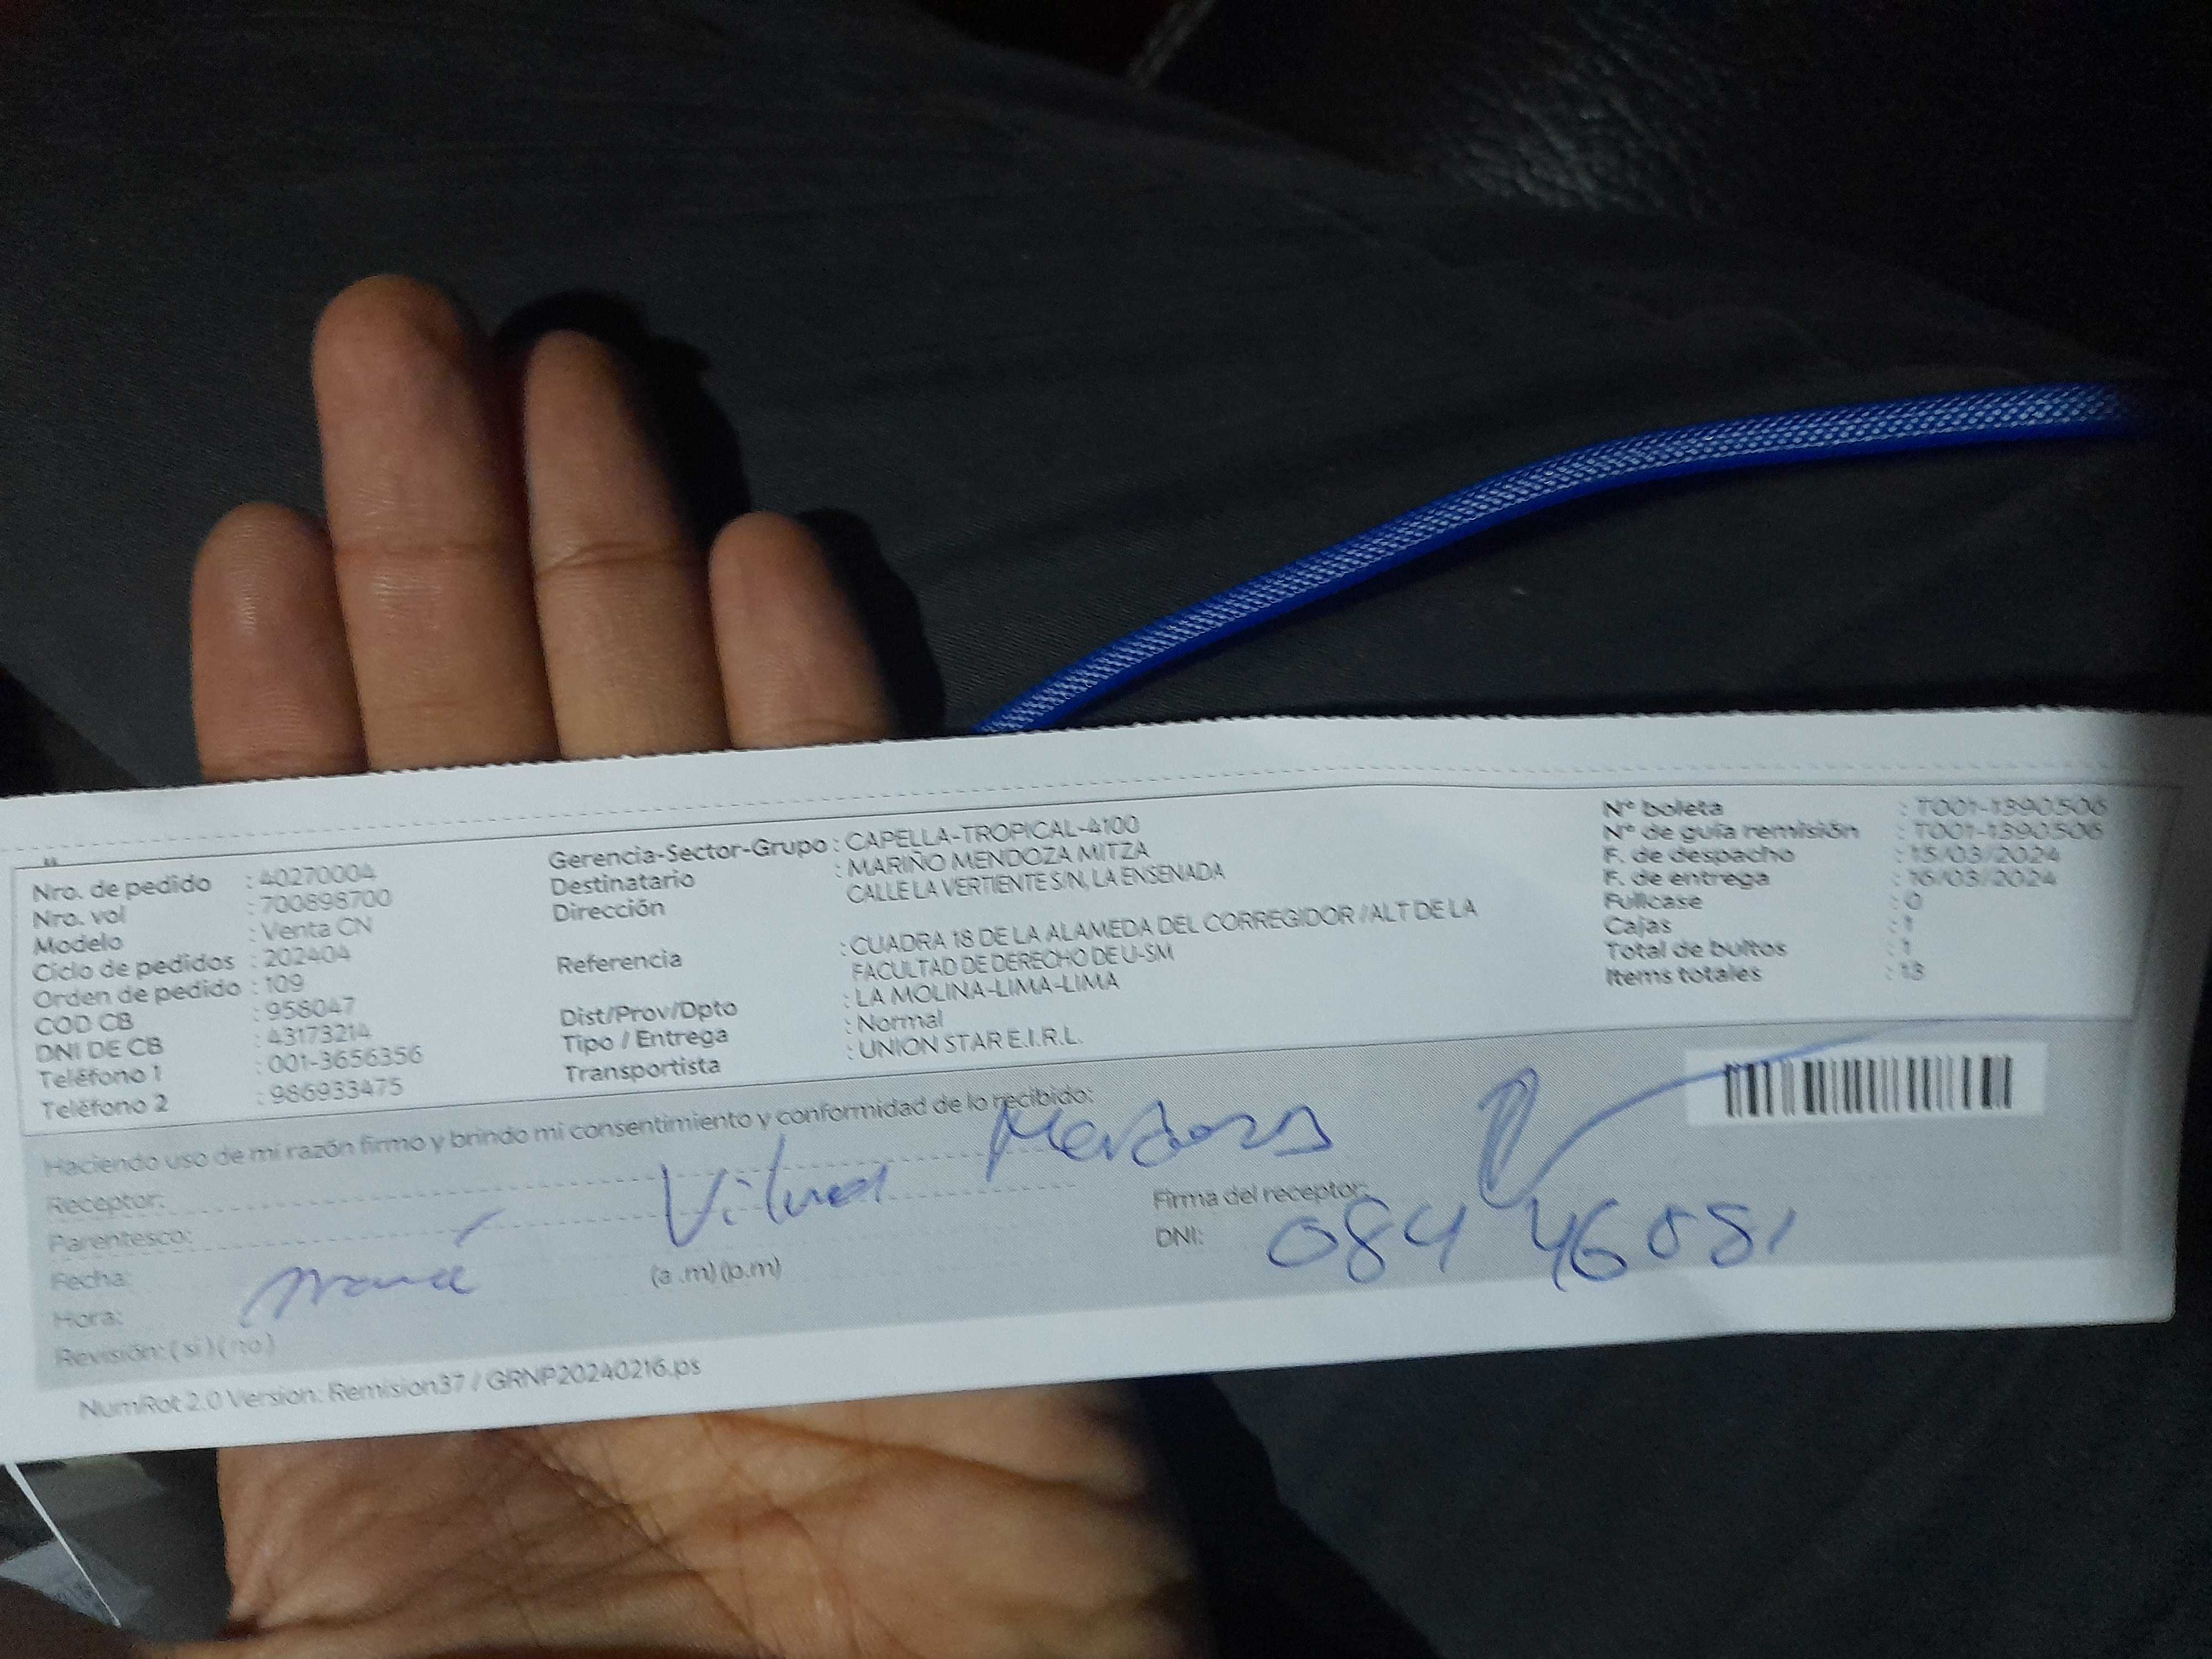 Nro. de pedido : 40270004
Nro. vol : 700898700
Modelo : Venta CN
Ciclo de pedidos : 202404
Orden de pedido : 109
COD CB : 958047
DNI DE CB : 43173214
Teléfono 1 : 001-3656356
Teléfono 2 : 986933475
Gerencia-Sector-Grupo : CAPELLA-TROPICAL-4100
Destinatario : MARIÑO MENDOZA MITZA
Dirección CALLE LA VERTIENTE S/N, LA ENSENADA
Referencia : CUADRA 18 DE LA ALAMEDA DEL CORREGIDOR / ALT DE LA
FACULTAD DE DERECHO DE U-SM
Dist/Prov/Dpto : LA MOLINA-LIMA-LIMA
Tipo / Entrega : Normal
Transportista : UNION STAR E.I.R.L.
N° boleta : T001-1390506
N° de guía remisión : T001-1390506
F. de despacho : 15/03/2024
F. de entrega : 16/03/2024
Fullcase : 0
Cajas : 1
Total de bultos : 1
Items totales : 13
Haciendo uso de mi razón firmo y brindo mi consentimiento y conformidad de lo recibido:
Receptor: Mendoza
Parentesco:
Fecha:
Hora: mamá (a .m) (p.m)
Revisión: ( si ) ( no )
Firma del receptor:
DNI: 08446081
NumRot 2.0 Version: Remision37 / GRNP20240216.ps